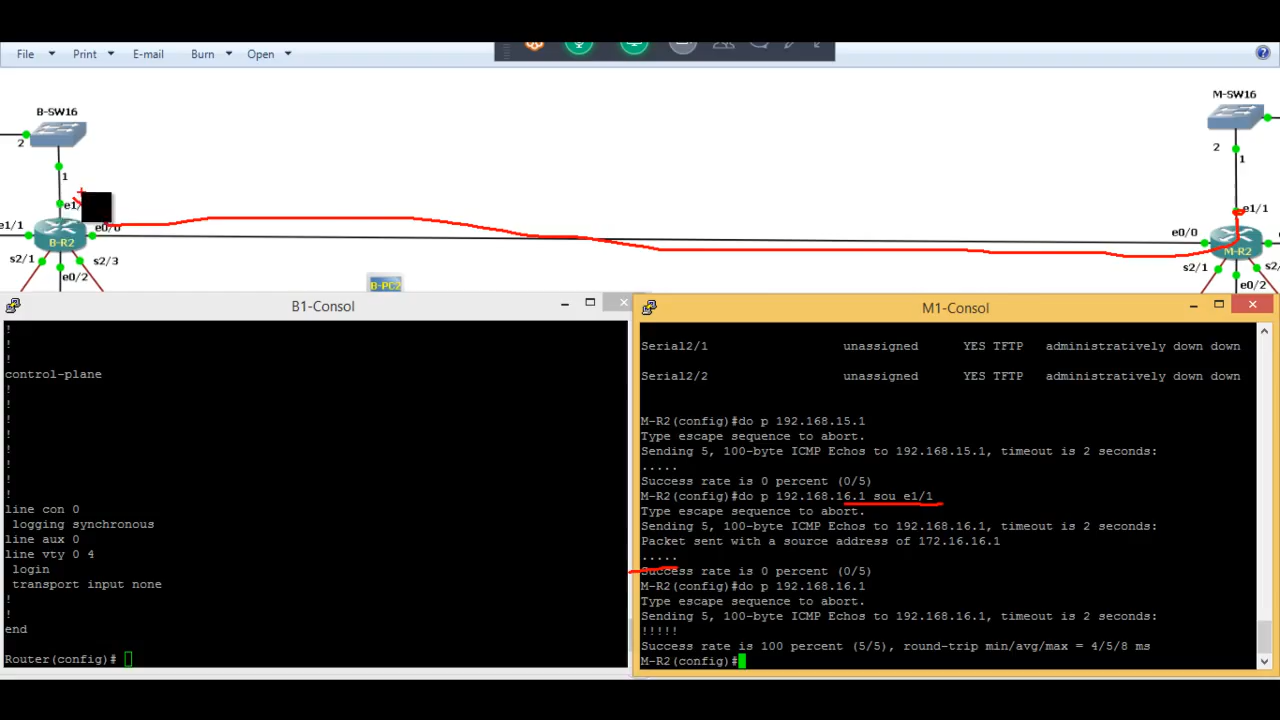 File Print E-mail Burn Open
B-SW16 M-SW16
2
1
2
1
e1/1
e1/1
e0/0
B-R2
s2/1 s2/3
e0/2
e1/1
e0/0
M-R2
s2/1
e0/2
B-PC2
B1-Consol
!
!
!
control-plane
!
!
!
!
!
!
!
!
line con 0
 logging synchronous
line aux 0
line vty 0 4
 login
 transport input none
!
!
end
Router(config)#
M1-Consol
Serial2/1 unassigned YES TFTP administratively down down
Serial2/2 unassigned YES TFTP administratively down down
M-R2(config)#do p 192.168.15.1
Type escape sequence to abort.
Sending 5, 100-byte ICMP Echos to 192.168.15.1, timeout is 2 seconds:
.....
Success rate is 0 percent (0/5)
M-R2(config)#do p 192.168.16.1 sou e1/1
Type escape sequence to abort.
Sending 5, 100-byte ICMP Echos to 192.168.16.1, timeout is 2 seconds:
Packet sent with a source address of 172.16.16.1
.....
Success rate is 0 percent (0/5)
M-R2(config)#do p 192.168.16.1
Type escape sequence to abort.
Sending 5, 100-byte ICMP Echos to 192.168.16.1, timeout is 2 seconds:
!!!!!
Success rate is 100 percent (5/5), round-trip min/avg/max = 4/5/8 ms
M-R2(config)#